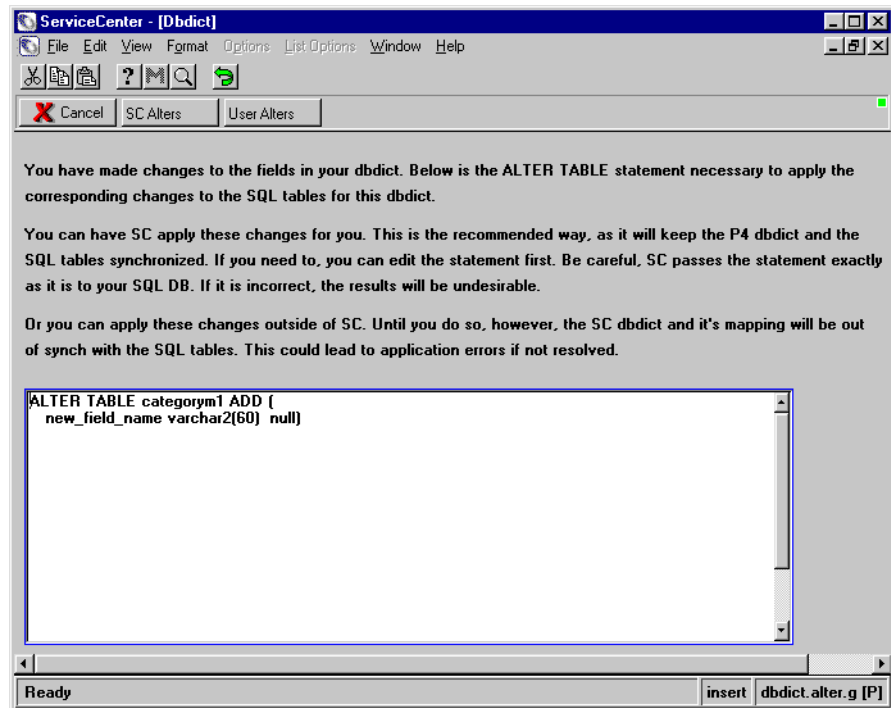 ServiceCenter - [Dbdict]
File Edit View Format Options List Options Window Help
Cancel SC Alters User Alters
You have made changes to the fields in your dbdict. Below is the ALTER TABLE statement necessary to apply the
corresponding changes to the SQL tables for this dbdict.
You can have SC apply these changes for you. This is the recommended way, as it will keep the P4 dbdict and the
SQL tables synchronized. If you need to, you can edit the statement first. Be careful, SC passes the statement exactly
as it is to your SQL DB. If it is incorrect, the results will be undesirable.
Or you can apply these changes outside of SC. Until you do so, however, the SC dbdict and it's mapping will be out
of synch with the SQL tables. This could lead to application errors if not resolved.
ALTER TABLE categorym1 ADD (
new_field_name varchar2(60) null)
Ready insert dbdict.alter.g [P]